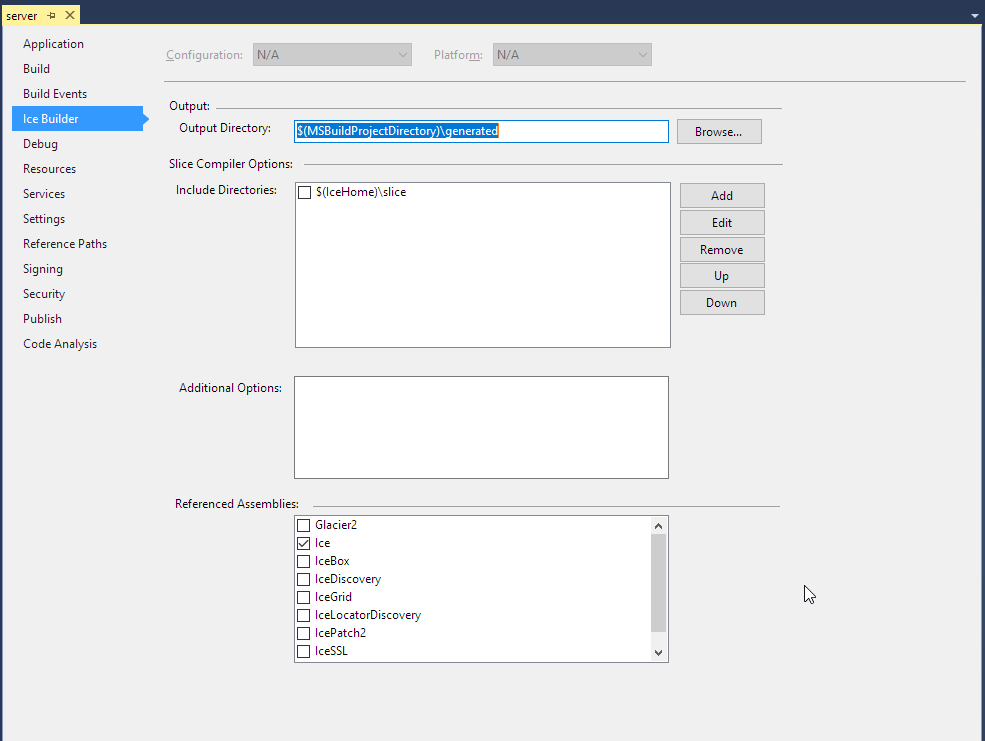 server
Application
Build
Build Events
Ice Builder
Debug
Resources
Services
Settings
Reference Paths
Signing
Security
Publish
Code Analysis
Configuration: N/A Platform: N/A
Output:
Output Directory: $(MSBuildProjectDirectory)\generated Browse...
Slice Compiler Options:
Include Directories: $(IceHome)\slice
Add
Edit
Remove
Up
Down
Additional Options:
Referenced Assemblies:
Glacier2
Ice
IceBox
IceDiscovery
IceGrid
IceLocatorDiscovery
IcePatch2
IceSSL